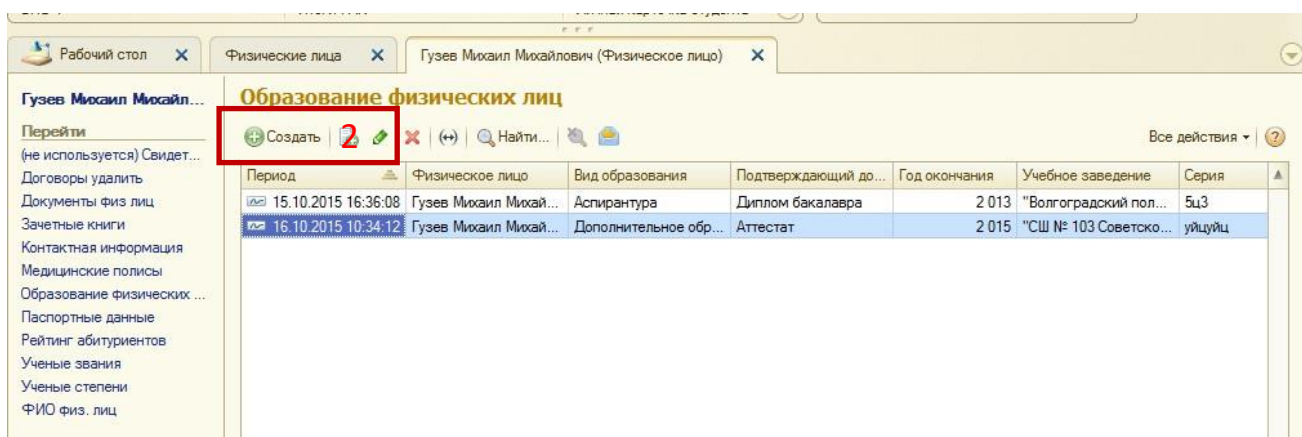 Рабочий стол
Физические лица
Гузев Михаил Михайлович (Физическое лицо)
Гузев Михаил Михайл...
Перейти
(не используется) Свидет...
Договоры удалить
Документы физ лиц
Зачетные книги
Контактная информация
Медицинские полисы
Образование физических ...
Паспортные данные
Рейтинг абитуриентов
Ученые звания
Ученые степени
ФИО физ. лиц
Образование физических лиц
Создать 2 Найти... Все действия
Период Физическое лицо Вид образования Подтверждающий до... Год окончания Учебное заведение Серия
15.10.2015 16:36:08 Гузев Михаил Михай... Аспирантура Диплом бакалавра 2 013 "Волгоградский пол... 5ц3
16.10.2015 10:34:12 Гузев Михаил Михай... Дополнительное обр... Аттестат 2 015 "СШ № 103 Советско... уйцуйц